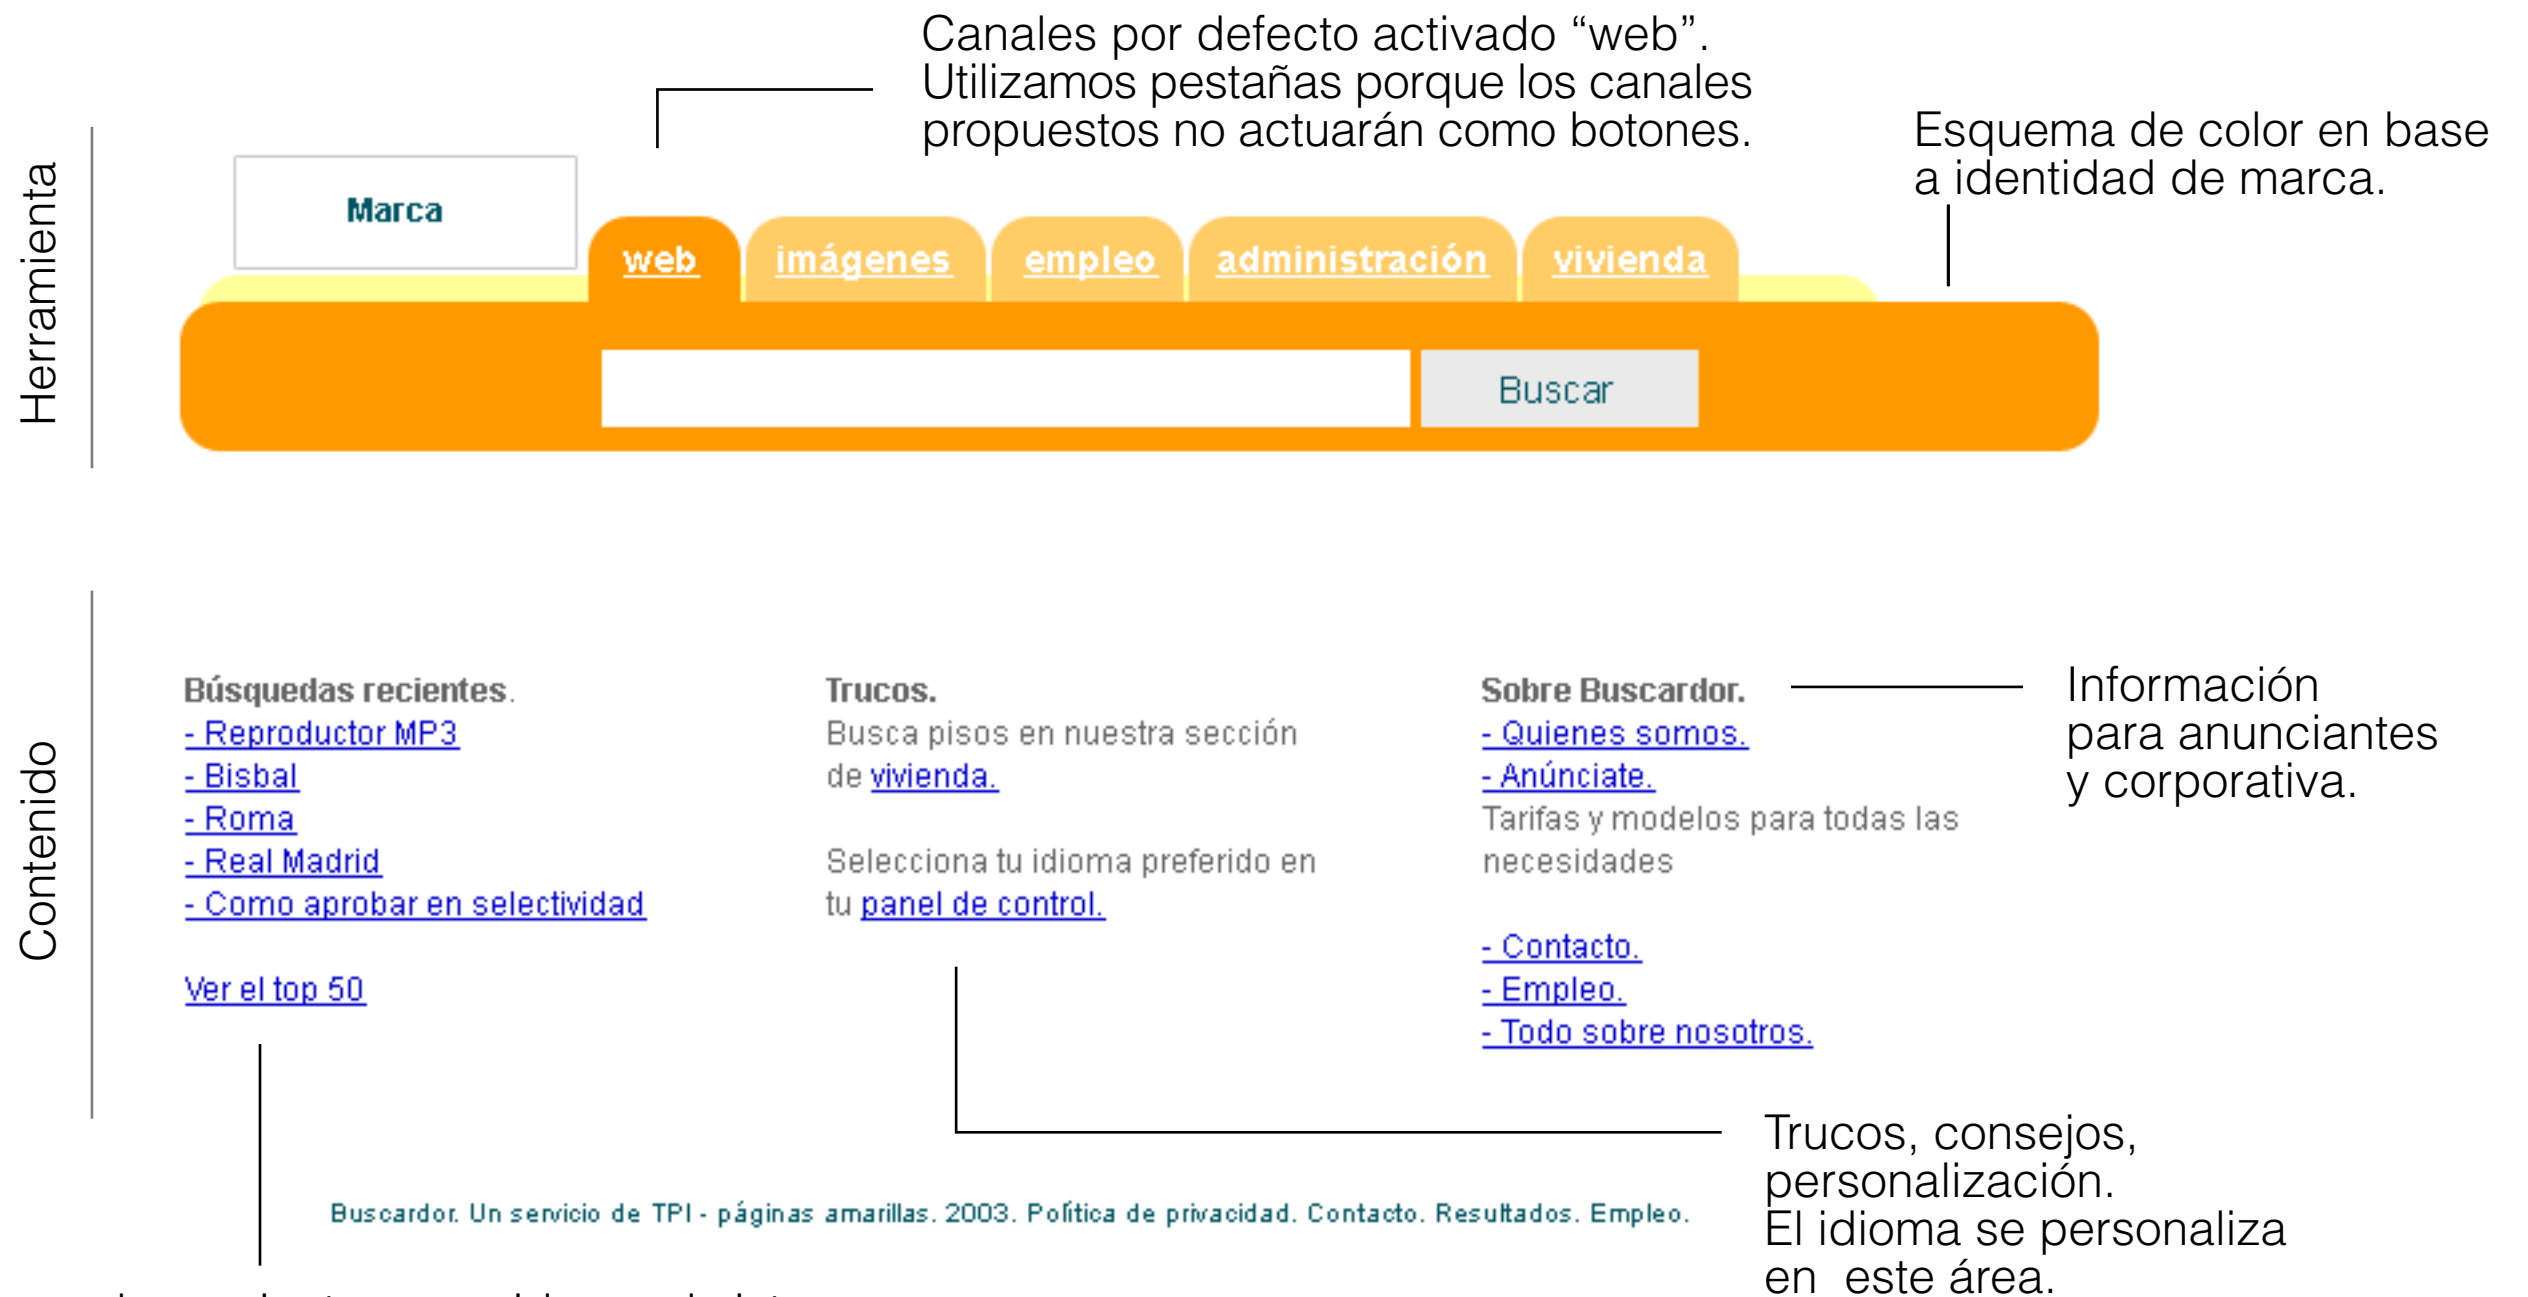 Canales por defecto activado “web”.
Utilizamos pestañas porque los canales
propuestos no actuarán como botones.
Esquema de color en base
a identidad de marca.
Herramienta
Marca
web imágenes empleo administración vivienda
Buscar
Contenido
Búsquedas recientes.
- Reproductor MP3
- Bisbal
- Roma
- Real Madrid
- Como aprobar en selectividad
Ver el top 50
Trucos.
Busca pisos en nuestra sección
de vivienda.
Selecciona tu idioma preferido en
tu panel de control.
Sobre Buscardor.
- Quienes somos.
- Anúnciate.
Tarifas y modelos para todas las
necesidades
- Contacto.
- Empleo.
- Todo sobre nosotros.
Información
para anunciantes
y corporativa.
Trucos, consejos,
personalización.
El idioma se personaliza
en  este área.
Buscardor. Un servicio de TPI - páginas amarillas. 2003. Política de privacidad. Contacto. Resultados. Empleo.